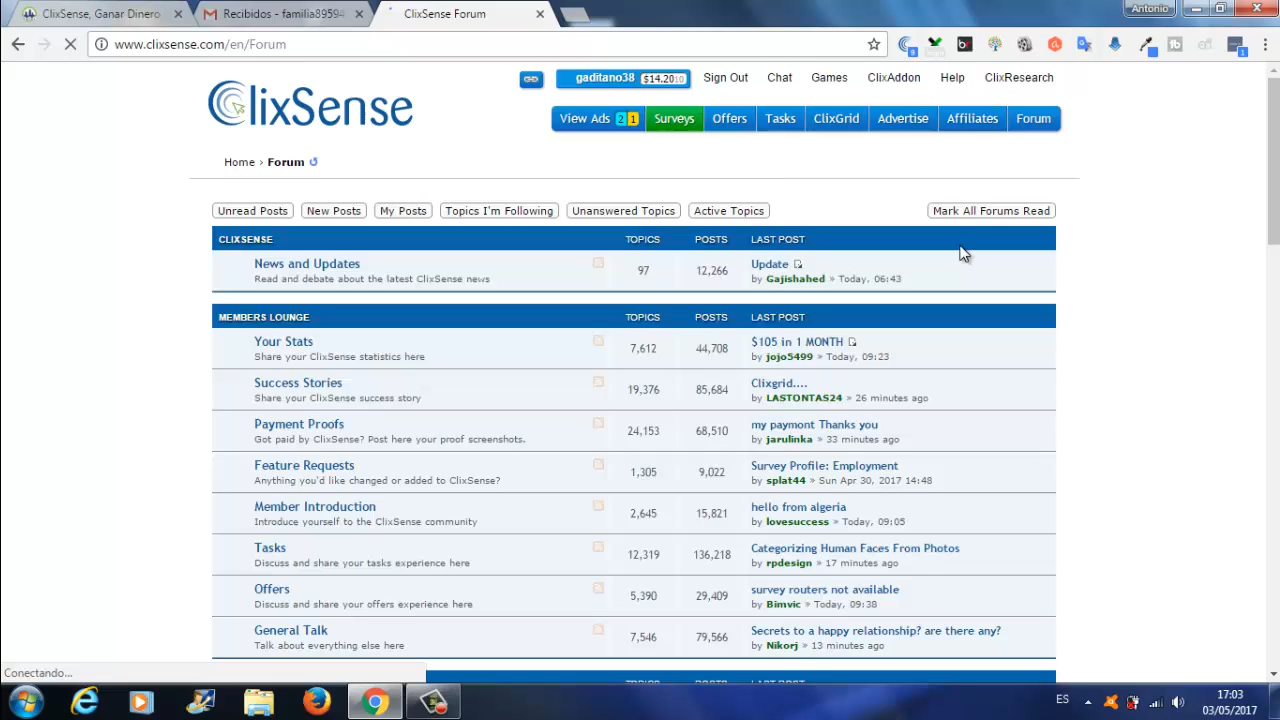 ClixSense, Ganar Dinero
Recibidos - familia89594
ClixSense Forum
Antonio
www.clixsense.com/en/Forum
ClixSense
gaditano38 $14.2010 Sign Out Chat Games ClixAddon Help ClixResearch
View Ads 2 1 Surveys Offers Tasks ClixGrid Advertise Affiliates Forum
Home › Forum
Unread Posts New Posts My Posts Topics I'm Following Unanswered Topics Active Topics Mark All Forums Read
CLIXSENSE TOPICS POSTS LAST POST
News and Updates 97 12,266 Update
Read and debate about the latest ClixSense news by Gajishahed » Today, 06:43
MEMBERS LOUNGE TOPICS POSTS LAST POST
Your Stats 7,612 44,708 $105 in 1 MONTH
Share your ClixSense statistics here by jojo5499 » Today, 09:23
Success Stories 19,376 85,684 Clixgrid....
Share your ClixSense success story by LASTONTAS24 » 26 minutes ago
Payment Proofs 24,153 68,510 my paymont Thanks you
Got paid by ClixSense? Post here your proof screenshots. by jarulinka » 33 minutes ago
Feature Requests 1,305 9,022 Survey Profile: Employment
Anything you'd like changed or added to ClixSense? by splat44 » Sun Apr 30, 2017 14:48
Member Introduction 2,645 15,821 hello from algeria
Introduce yourself to the ClixSense community by lovesuccess » Today, 09:05
Tasks 12,319 136,218 Categorizing Human Faces From Photos
Discuss and share your tasks experience here by rpdesign » 17 minutes ago
Offers 5,390 29,409 survey routers not available
Discuss and share your offers experience here by Bimvic » Today, 09:38
General Talk 7,546 79,566 Secrets to a happy relationship? are there any?
Talk about everything else here by Nikorj » 13 minutes ago
Conectando...
ES 17:03
03/05/2017